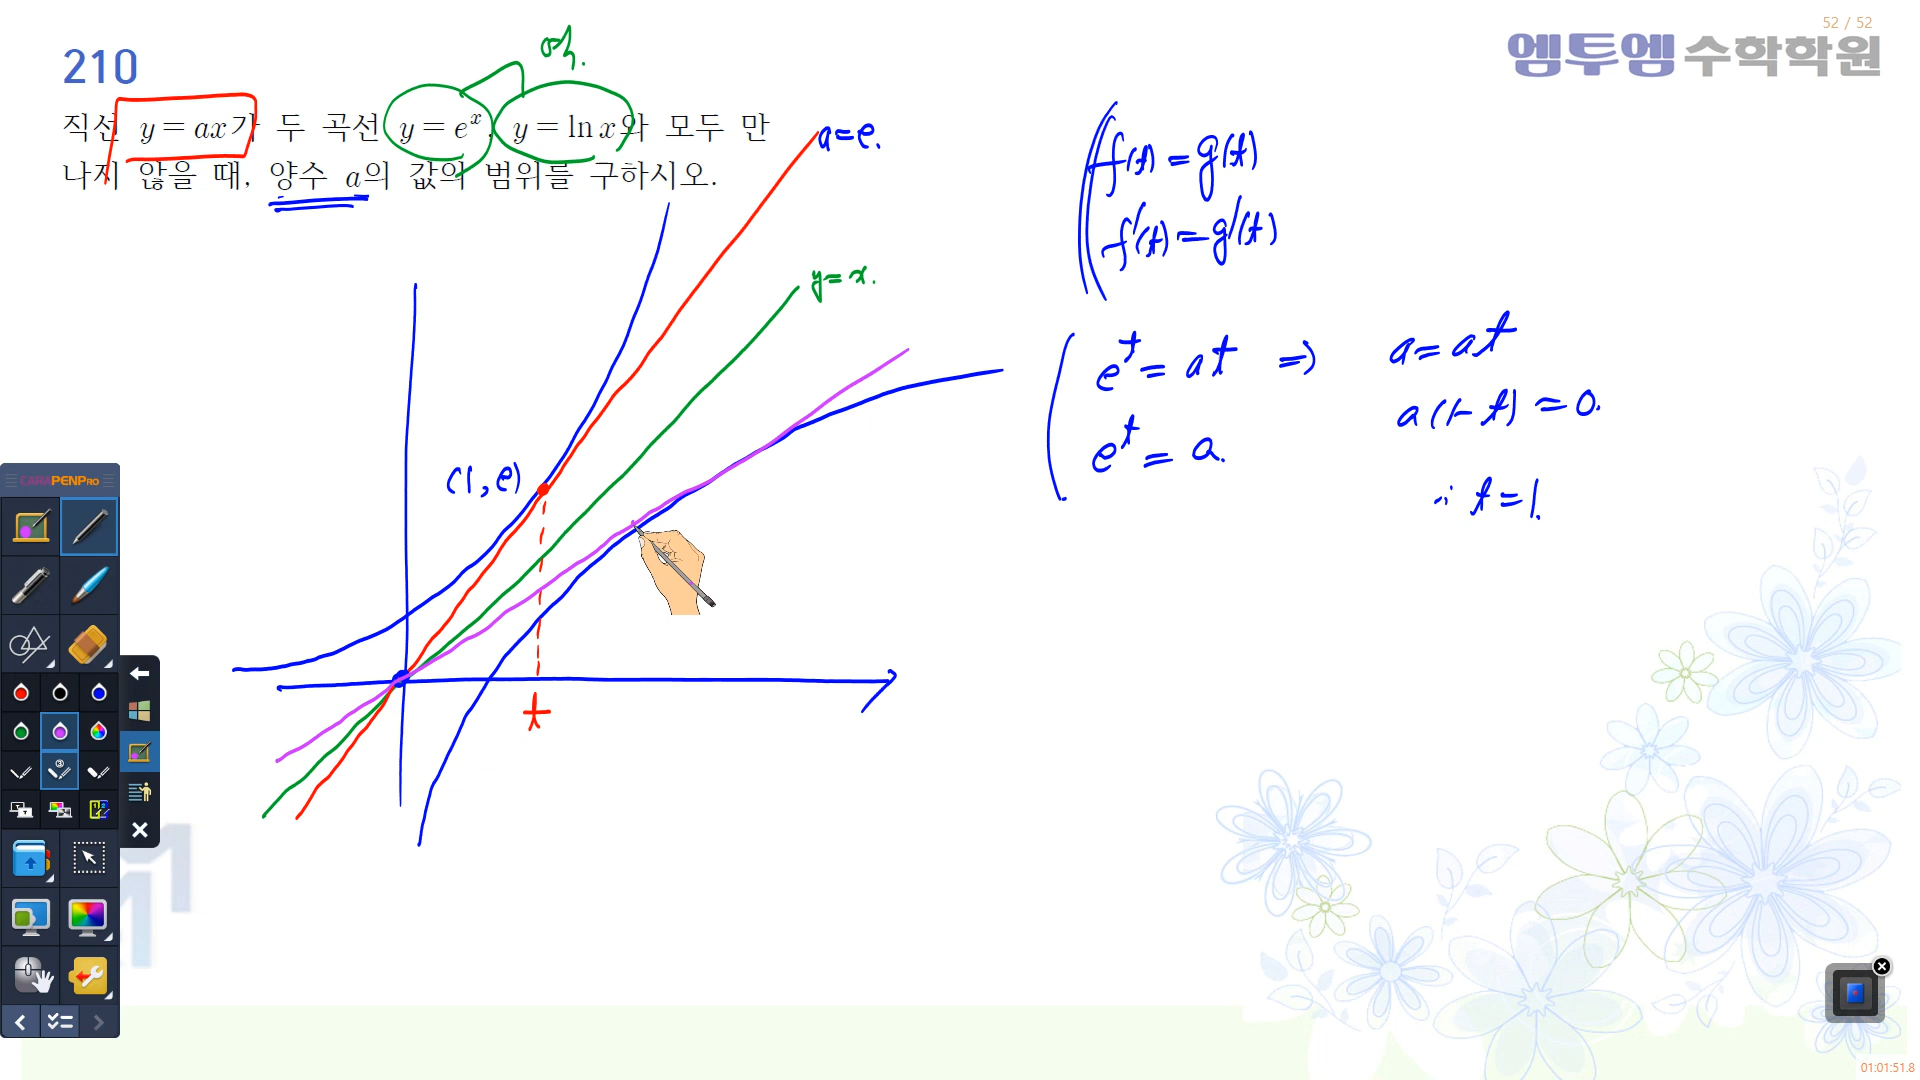 52 / 52
엠투엠 수학학원
210
직선 y = ax가 두 곡선 y = e^x, y = ln x와 모두 만
나지 않을 때, 양수 a의 값의 범위를 구하시오.
a=e.
y=x.
(1, e)
t
f(t) = g(t)
f'(t) = g'(t)
e^t = at ⇒ a = at
a(1-t) = 0.
e^t = a.
∴ t = 1.
CARAPENPRO
01:01:51.8